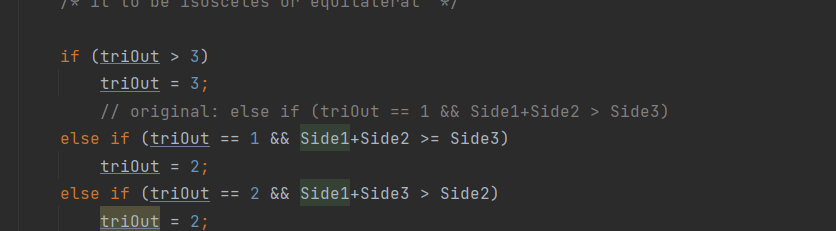 /* it to be isosceles or equilateral */
if (triOut > 3)
triOut = 3;
// original: else if (triOut == 1 && Side1+Side2 > Side3)
else if (triOut == 1 && Side1+Side2 >= Side3)
triOut = 2;
else if (triOut == 2 && Side1+Side3 > Side2)
triOut = 2;